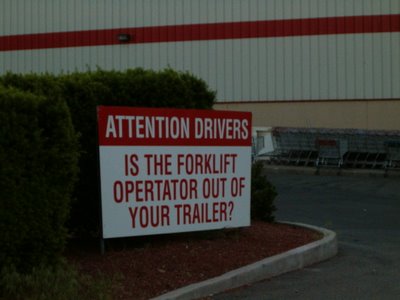 ATTENTION DRIVERS
IS THE FORKLIFT
OPERTATOR OUT OF
YOUR TRAILER?